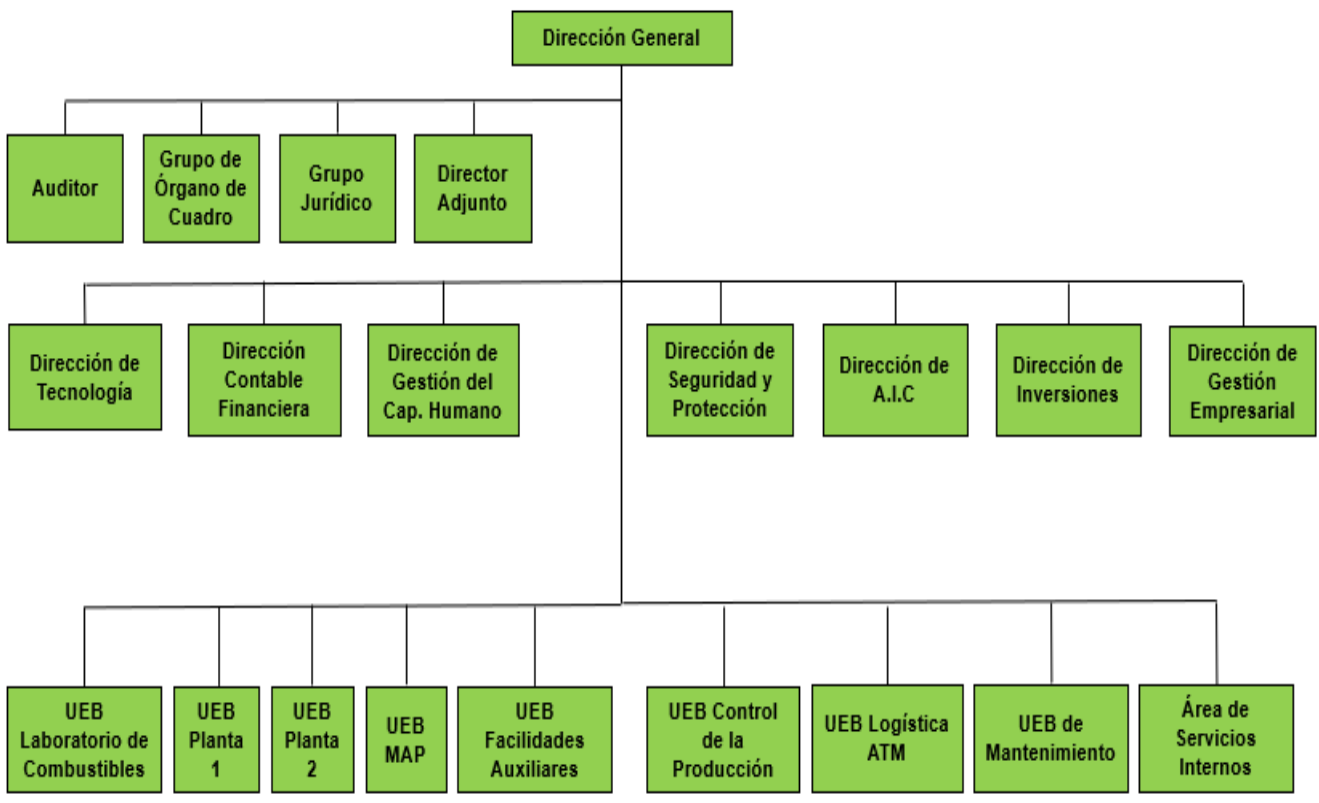 Dirección General
Auditor
Grupo de
Órgano de
Cuadro
Grupo
Jurídico
Director
Adjunto
Dirección de
Tecnología
Dirección
Contable
Financiera
Dirección de
Gestión del
Cap. Humano
Dirección de
Seguridad y
Protección
Dirección de
A.I.C
Dirección de
Inversiones
Dirección de
Gestión
Empresarial
UEB
Laboratorio de
Combustibles
UEB
Planta
1
UEB
Planta
2
UEB
MAP
UEB
Facilidades
Auxiliares
UEB Control
de la
Producción
UEB Logística
ATM
UEB de
Mantenimiento
Área de
Servicios
Internos